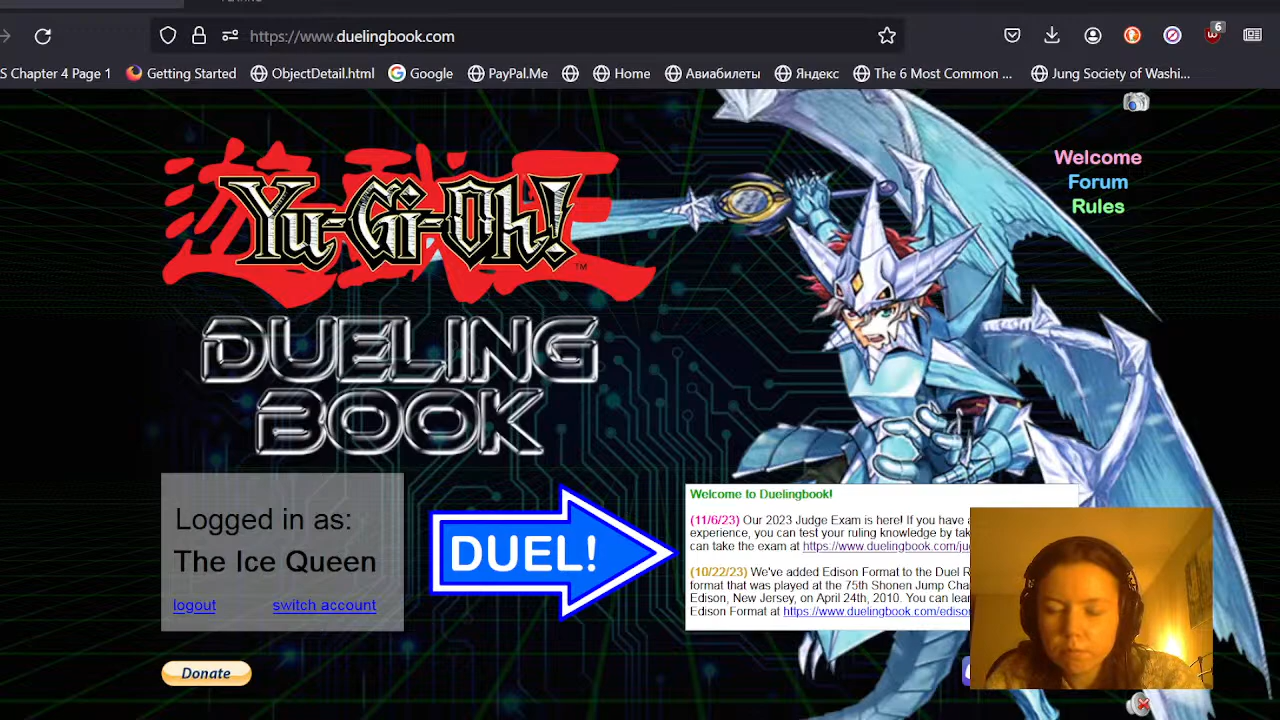 https://www.duelingbook.com
6
S Chapter 4 Page 1
Getting Started
ObjectDetail.html
Google
PayPal.Me
Home
Авиабилеты
Яндекс
The 6 Most Common ...
Jung Society of Washi...
Welcome
Forum
Rules
遊戯王
Yu-Gi-Oh!
TM
DUELING
BOOK
Logged in as:
The Ice Queen
logout
switch account
DUEL!
Welcome to Duelingbook!
(11/6/23) Our 2023 Judge Exam is here! If you have
experience, you can test your ruling knowledge by
can take the exam at https://www.duelingbook.com/ju
(10/22/23) We've added Edison Format to the Duel
format that was played at the 75th Shonen Jump
Edison, New Jersey, on April 24th, 2010. You can
Edison Format at https://www.duelingbook.com/ediso
Donate